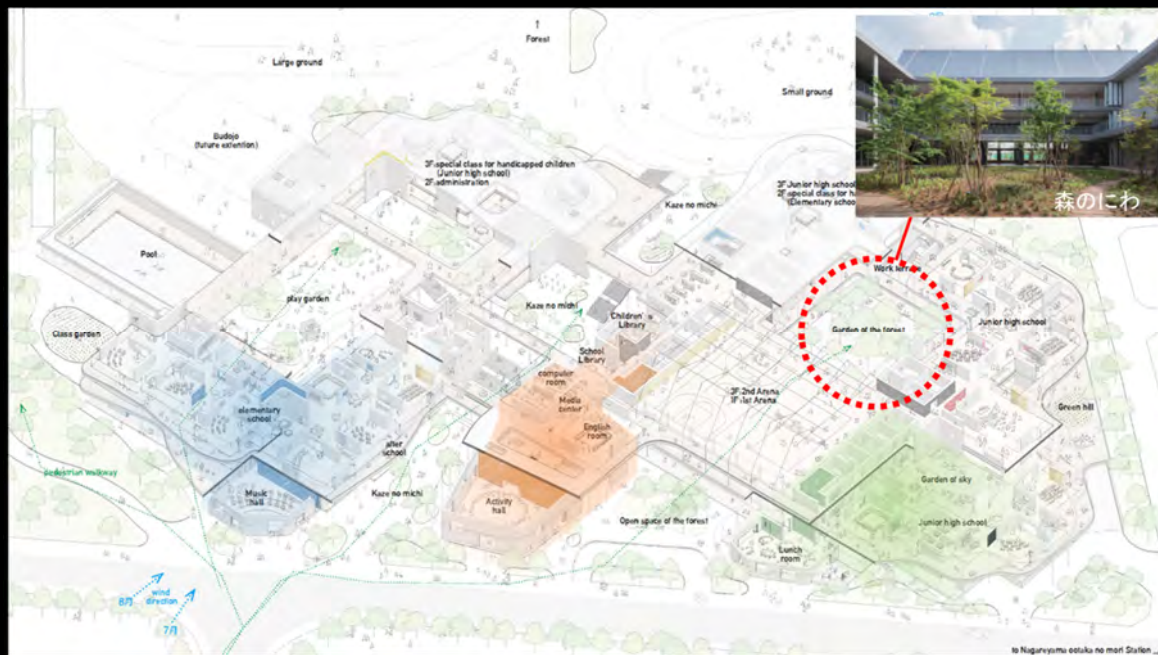 ↑
Forest
Large ground
Small ground
Budojo
(future extention)
3F:special class for handicapped children
(Junior high school)
2F:administration
3F:Junior high school
2F:special class for
(Elementary school
森のにわ
Kaze no michi
Pool
play garden
Work terrace
Kaze no michi
Children's
Library
Garden of the forest
Junior high school
Class garden
School
Library
computer
room
Media
center
English
room
3F:2nd Arena
1F:1st Arena
Green hill
elementary
school
after
school
pedestrian walkway
Music
hall
Kaze no michi
Activity
hall
Open space of the forest
Garden of sky
Junior high school
Lunch
room
8月
wind
direction
7月
to Nagareyama ootaka no mori Station